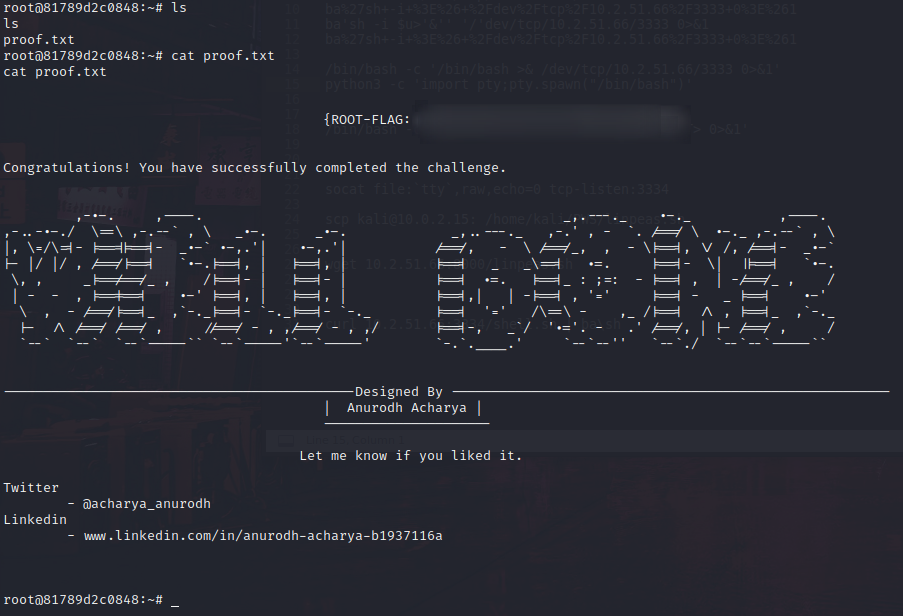 root@81789d2c0848:~# ls
ls
proof.txt
root@81789d2c0848:~# cat proof.txt
cat proof.txt
{ROOT-FLAG:
Congratulations! You have successfully completed the challenge.
WELL DONE
Designed By
| Anurodh Acharya |
Let me know if you liked it.
Twitter
- @acharya_anurodh
Linkedin
- www.linkedin.com/in/anurodh-acharya-b1937116a
root@81789d2c0848:~# _